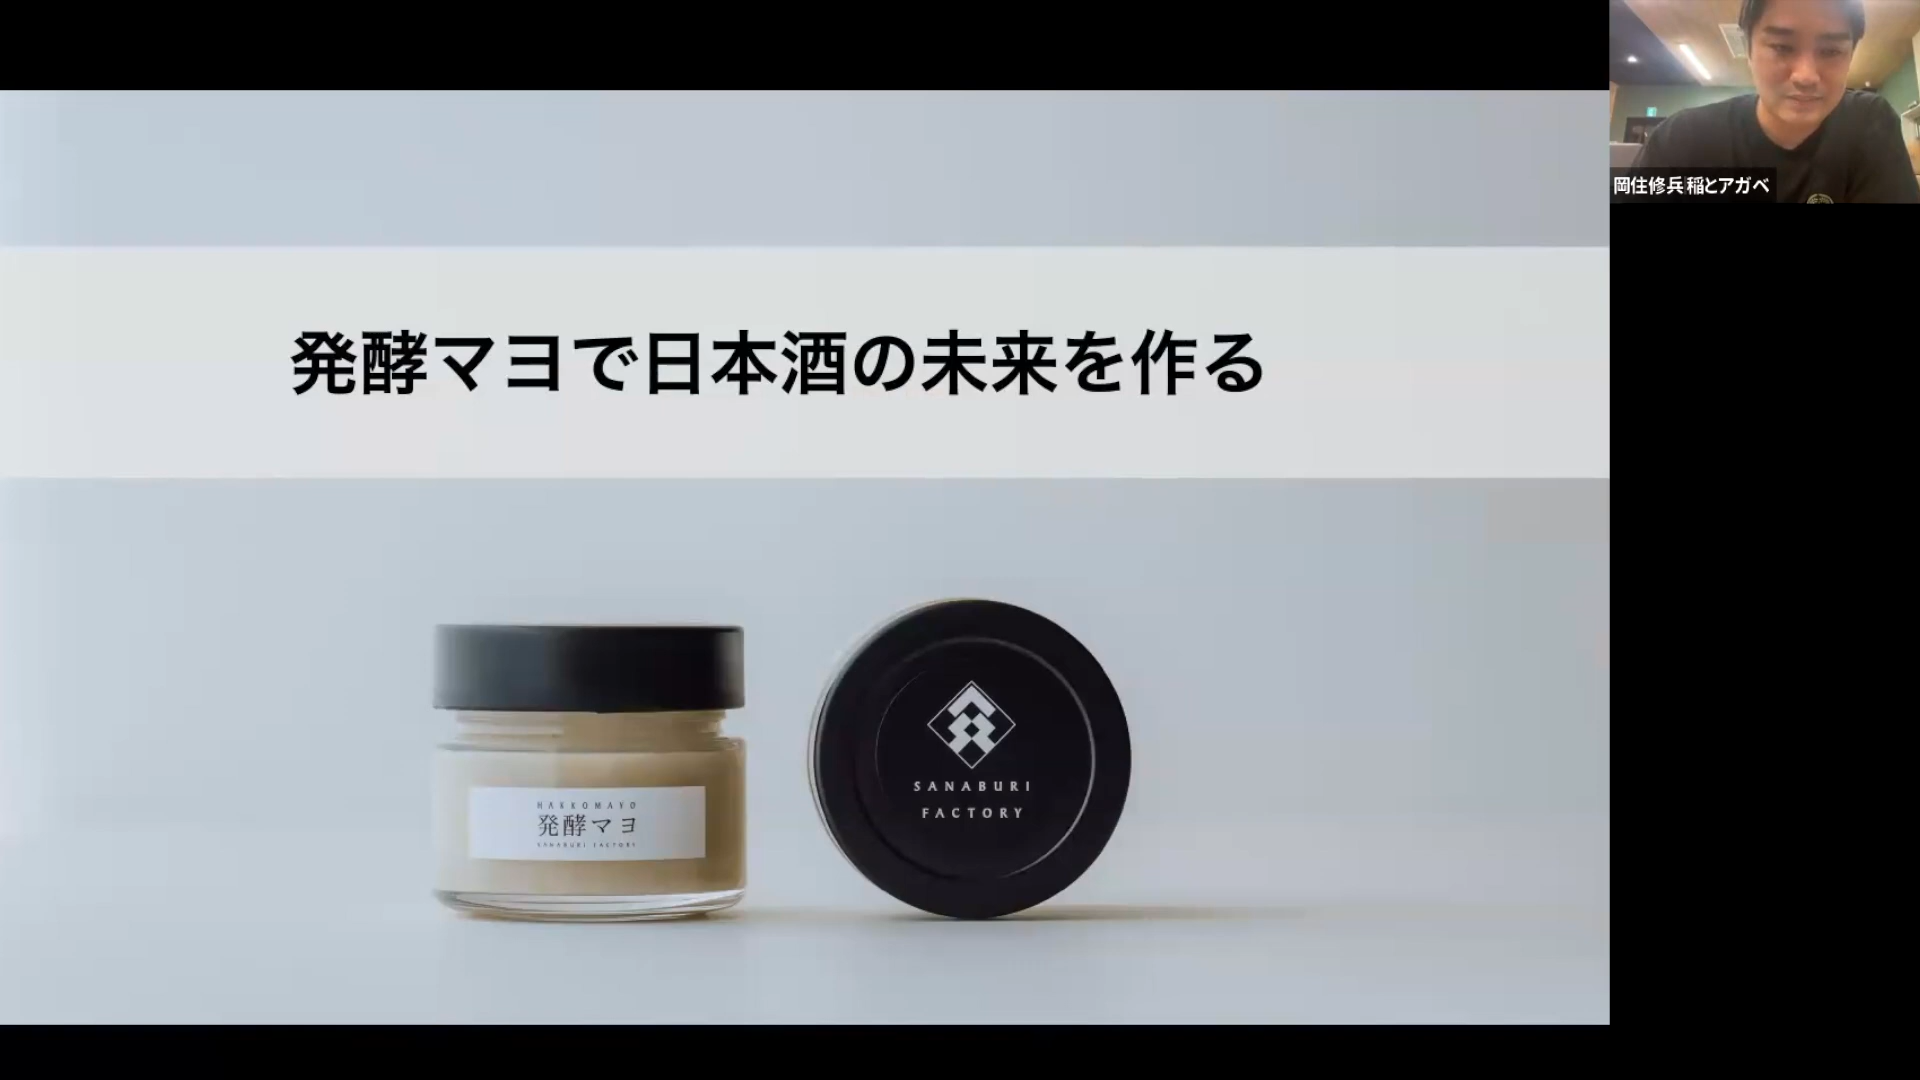 発酵マヨで日本酒の未来を作る
岡住修兵稲とアガベ
HAKKOMAYO
発酵マヨ
SANABURI FACTORY
SANABURI
FACTORY